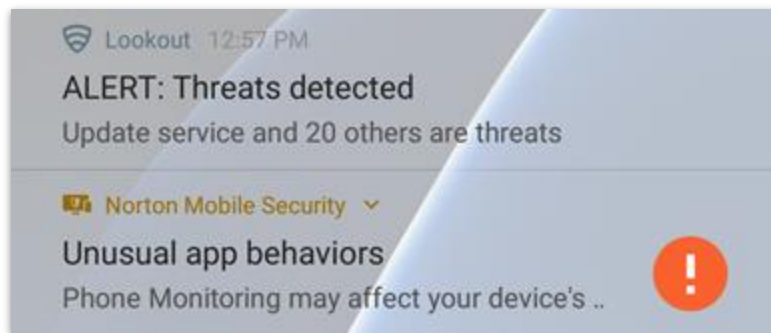 Lookout 12:57 PM
ALERT: Threats detected
Update service and 20 others are threats
Norton Mobile Security
Unusual app behaviors
Phone Monitoring may affect your device's ..